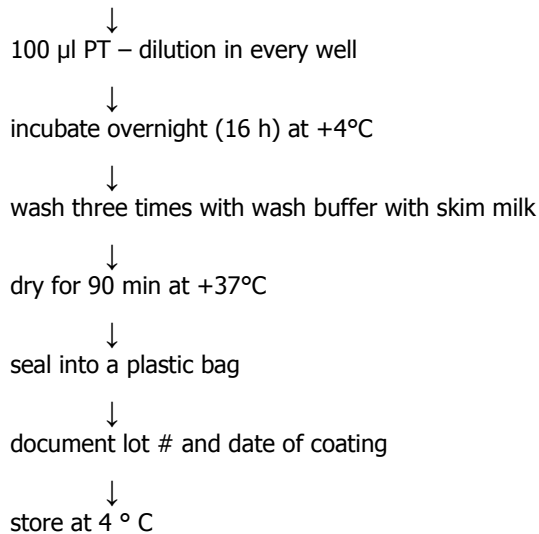 ↓
100 µl PT – dilution in every well
↓
incubate overnight (16 h) at +4°C
↓
wash three times with wash buffer with skim milk
↓
dry for 90 min at +37°C
↓
seal into a plastic bag
↓
document lot # and date of coating
↓
store at 4 ° C